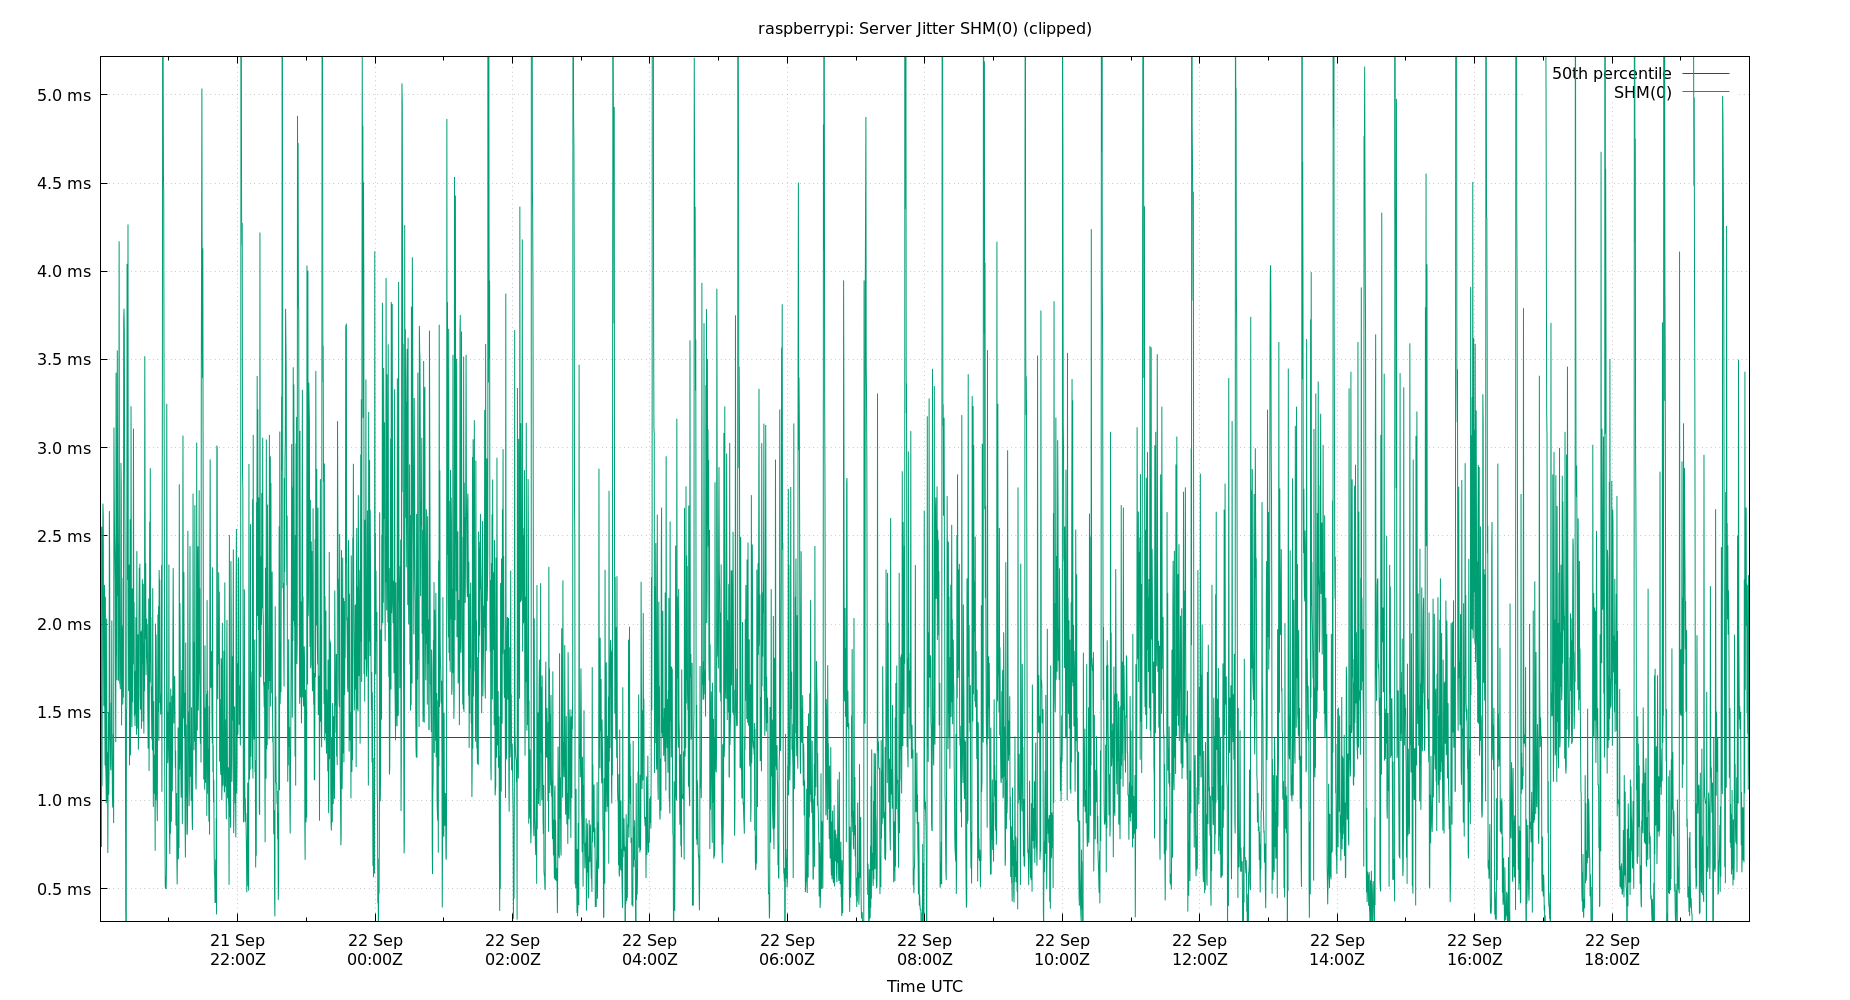 raspberrypi: Server Jitter SHM(0) (clipped)
50th percentile
SHM(0)
5.0 ms
4.5 ms
4.0 ms
3.5 ms
3.0 ms
2.5 ms
2.0 ms
1.5 ms
1.0 ms
0.5 ms
21 Sep
22:00Z
22 Sep
00:00Z
22 Sep
02:00Z
22 Sep
04:00Z
22 Sep
06:00Z
22 Sep
08:00Z
22 Sep
10:00Z
22 Sep
12:00Z
22 Sep
14:00Z
22 Sep
16:00Z
22 Sep
18:00Z
Time UTC